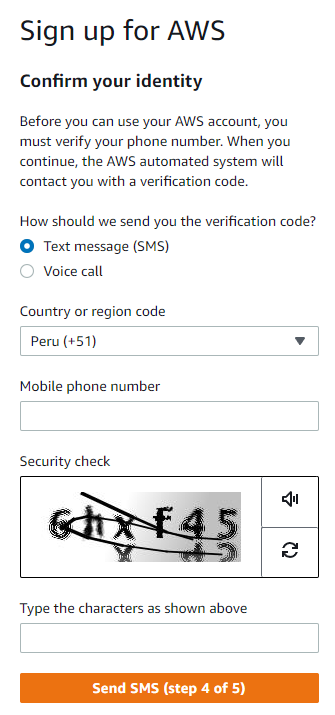 Sign up for AWS
Confirm your identity
Before you can use your AWS account, you
must verify your phone number. When you
continue, the AWS automated system will
contact you with a verification code.
How should we send you the verification code?
Text message (SMS)
Voice call
Country or region code
Peru (+51)
Mobile phone number
Security check
Type the characters as shown above
Send SMS (step 4 of 5)